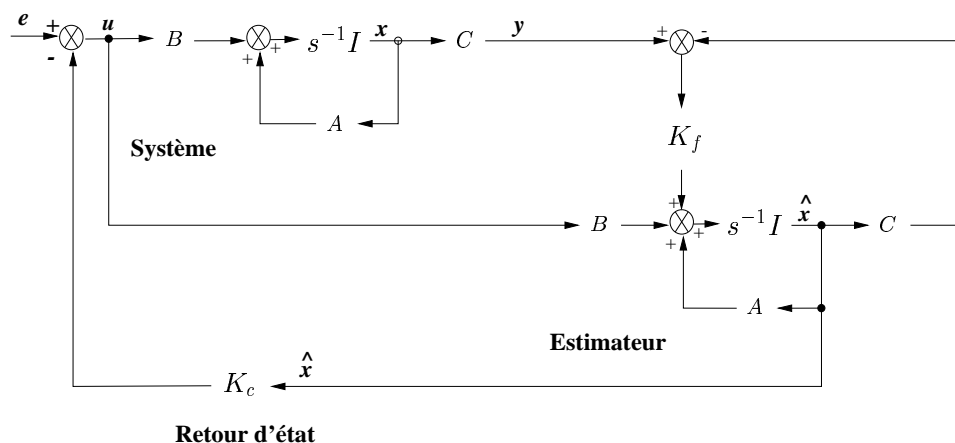 e + u B + + s⁻¹I x C y + -
- + A
K_f
Système
+ x̂
B + s⁻¹I C
+
A
Estimateur
x̂
K_c
Retour d'état